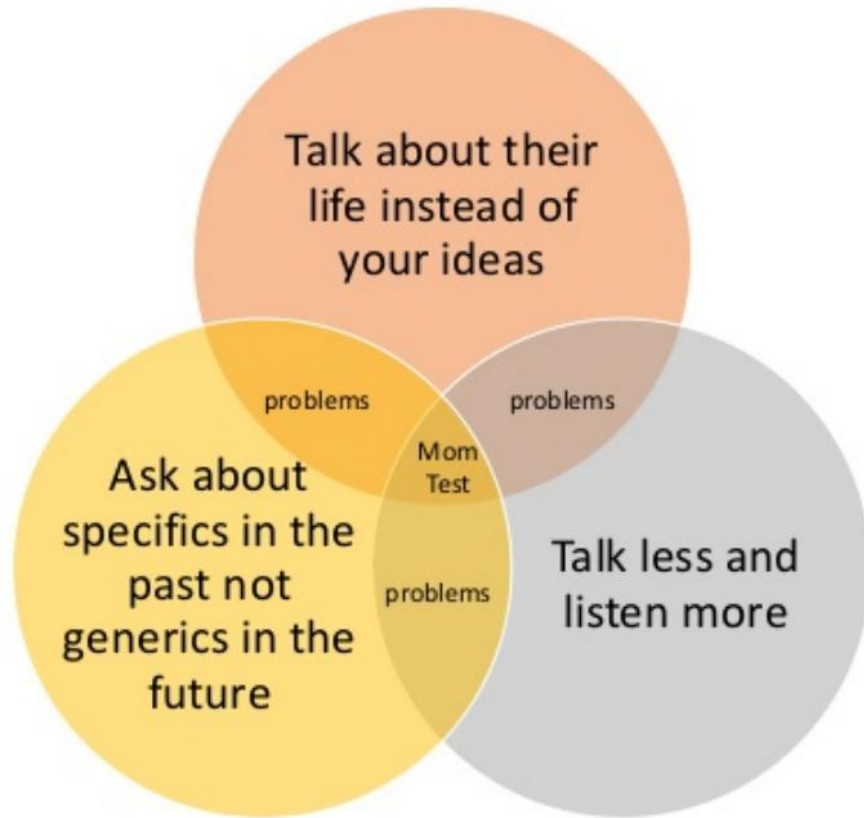 Talk about their
life instead of
your ideas
problems
problems
Mom
Test
Ask about
specifics in the
past not
generics in the
future
problems
Talk less and
listen more